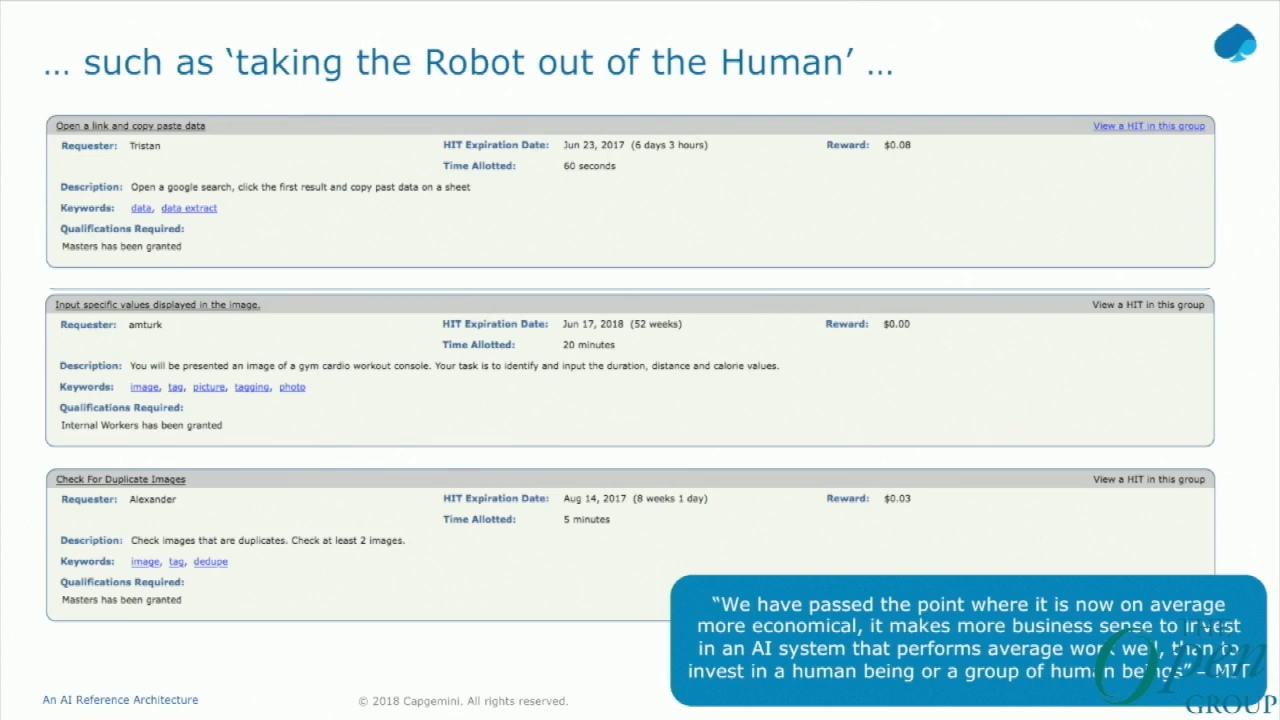 … such as ‘taking the Robot out of the Human’ …
Open a link and copy paste data View a HIT in this group
Requester: Tristan HIT Expiration Date: Jun 23, 2017 (6 days 3 hours) Reward: $0.08
Time Allotted: 60 seconds
Description: Open a google search, click the first result and copy past data on a sheet
Keywords: data, data extract
Qualifications Required:
Masters has been granted
Input specific values displayed in the image. View a HIT in this group
Requester: amturk HIT Expiration Date: Jun 17, 2018 (52 weeks) Reward: $0.00
Time Allotted: 20 minutes
Description: You will be presented an image of a gym cardio workout console. Your task is to identify and input the duration, distance and calorie values.
Keywords: image, tag, picture, tagging, photo
Qualifications Required:
Internal Workers has been granted
Check For Duplicate Images View a HIT in this group
Requester: Alexander HIT Expiration Date: Aug 14, 2017 (8 weeks 1 day) Reward: $0.03
Time Allotted: 5 minutes
Description: Check images that are duplicates. Check at least 2 images.
Keywords: image, tag, dedupe
Qualifications Required:
Masters has been granted
“We have passed the point where it is now on average
more economical, it makes more business sense to invest
in an AI system that performs average work well, than to
invest in a human being or a group of human beings” – MIT
THE
Open
GROUP
An AI Reference Architecture © 2018 Capgemini. All rights reserved.